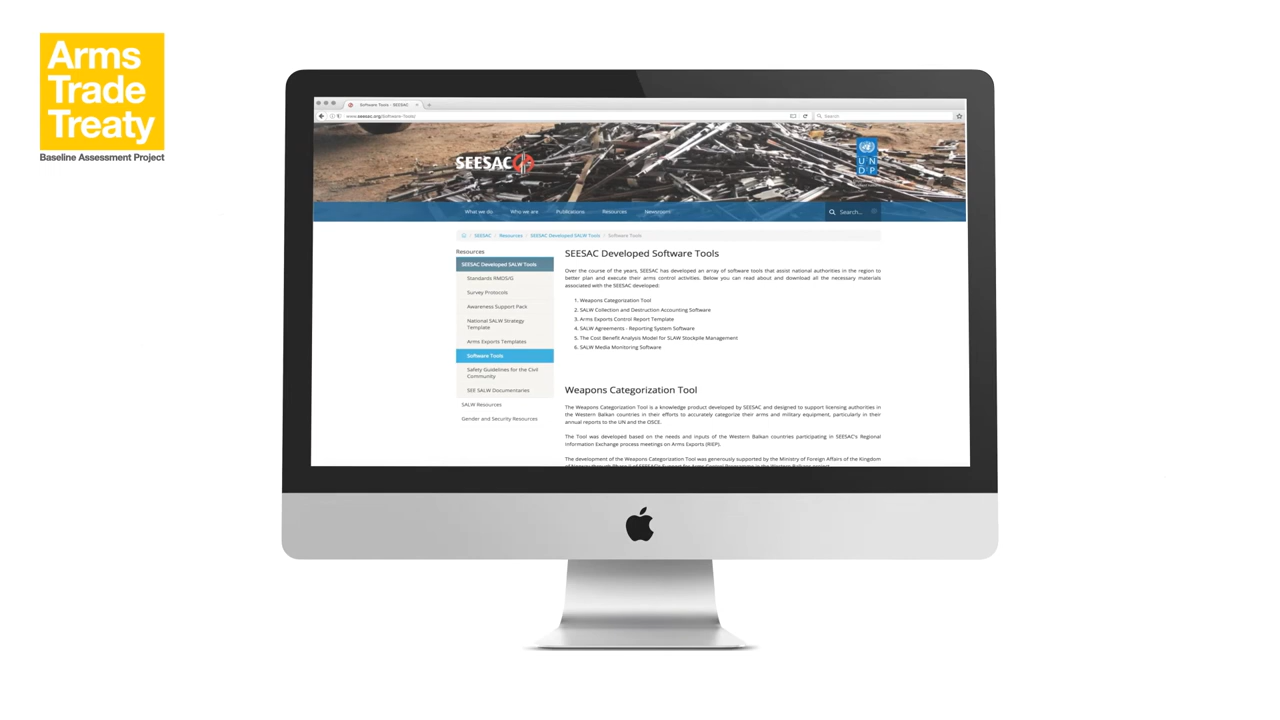 Arms
Trade
Treaty
Baseline Assessment Project
Software Tools - SEESAC
www.seesac.org/Software-Tools/
Search
SEESAC
U N
D P
What we do
Who we are
Publications
Resources
Newsroom
Search...
SEESAC / Resources / SEESAC Developed SALW Tools / Software Tools
Resources
SEESAC Developed SALW Tools
Standards RMDS/G
Survey Protocols
Awareness Support Pack
National SALW Strategy
Template
Arms Exports Templates
Software Tools
Safety Guidelines for the Civil
Community
SEE SALW Documentaries
SALW Resources
Gender and Security Resources
SEESAC Developed Software Tools
Over the course of the years, SEESAC has developed an array of software tools that assist national authorities in the region to
better plan and execute their arms control activities. Below you can read about and download all the necessary materials
associated with the SEESAC developed:
1. Weapons Categorization Tool
2. SALW Collection and Destruction Accounting Software
3. Arms Exports Control Report Template
4. SALW Agreements - Reporting System Software
5. The Cost Benefit Analysis Model for SLAW Stockpile Management
6. SALW Media Monitoring Software
Weapons Categorization Tool
The Weapons Categorization Tool is a knowledge product developed by SEESAC and designed to support licensing authorities in
the Western Balkan countries in their efforts to accurately categorize their arms and military equipment, particularly in their
annual reports to the UN and the OSCE.
The Tool was developed based on the needs and inputs of the Western Balkan countries participating in SEESAC's Regional
Information Exchange process meetings on Arms Exports (RIEP).
The development of the Weapons Categorization Tool was generously supported by the Ministry of Foreign Affairs of the Kingdom